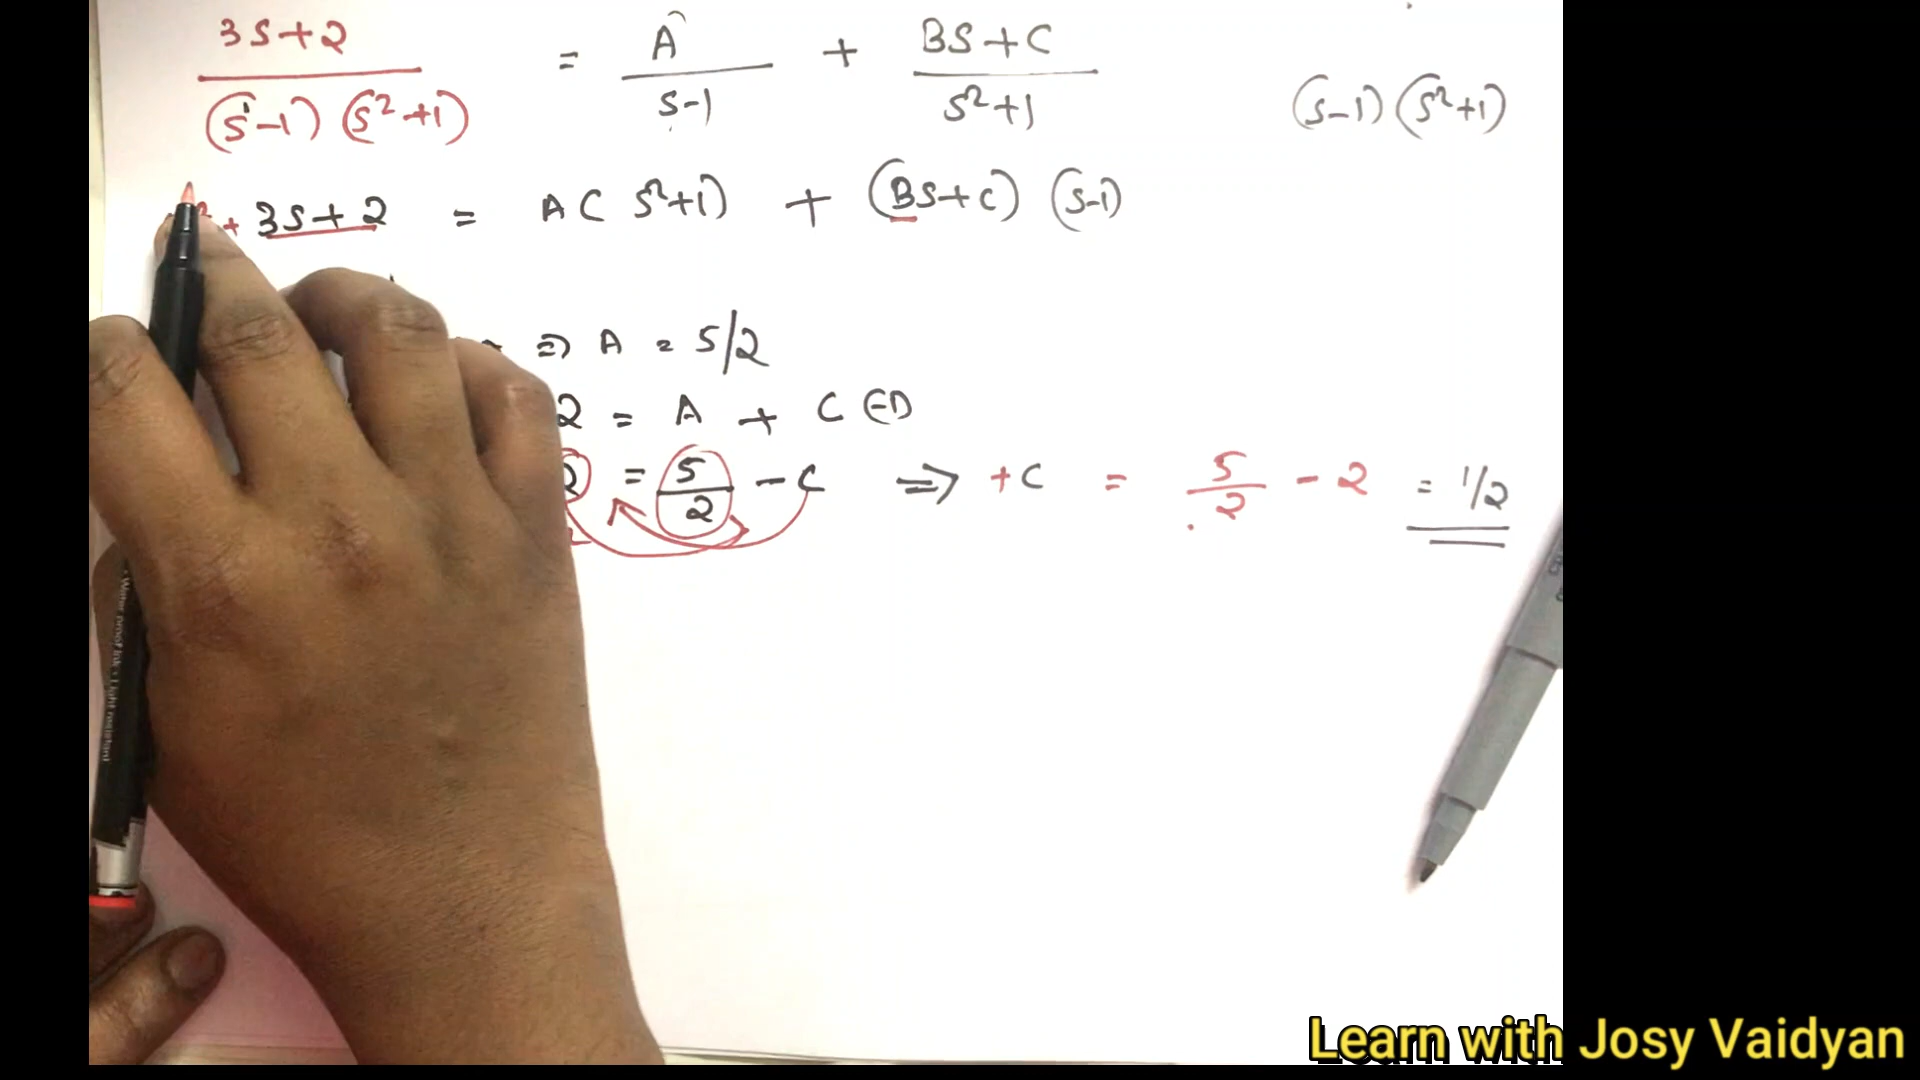 3s+2 / (s-1) (s²+1) = A / s-1 + Bs+C / s²+1
(s-1) (s²+1)
+ 3s+2 = A ( s²+1) + (Bs+C) (s-1)
⇒ A = 5/2
2 = A + C (-1)
2 = 5/2 - C ⇒ +C = 5/2 - 2 = 1/2
Learn with Josy Vaidyan